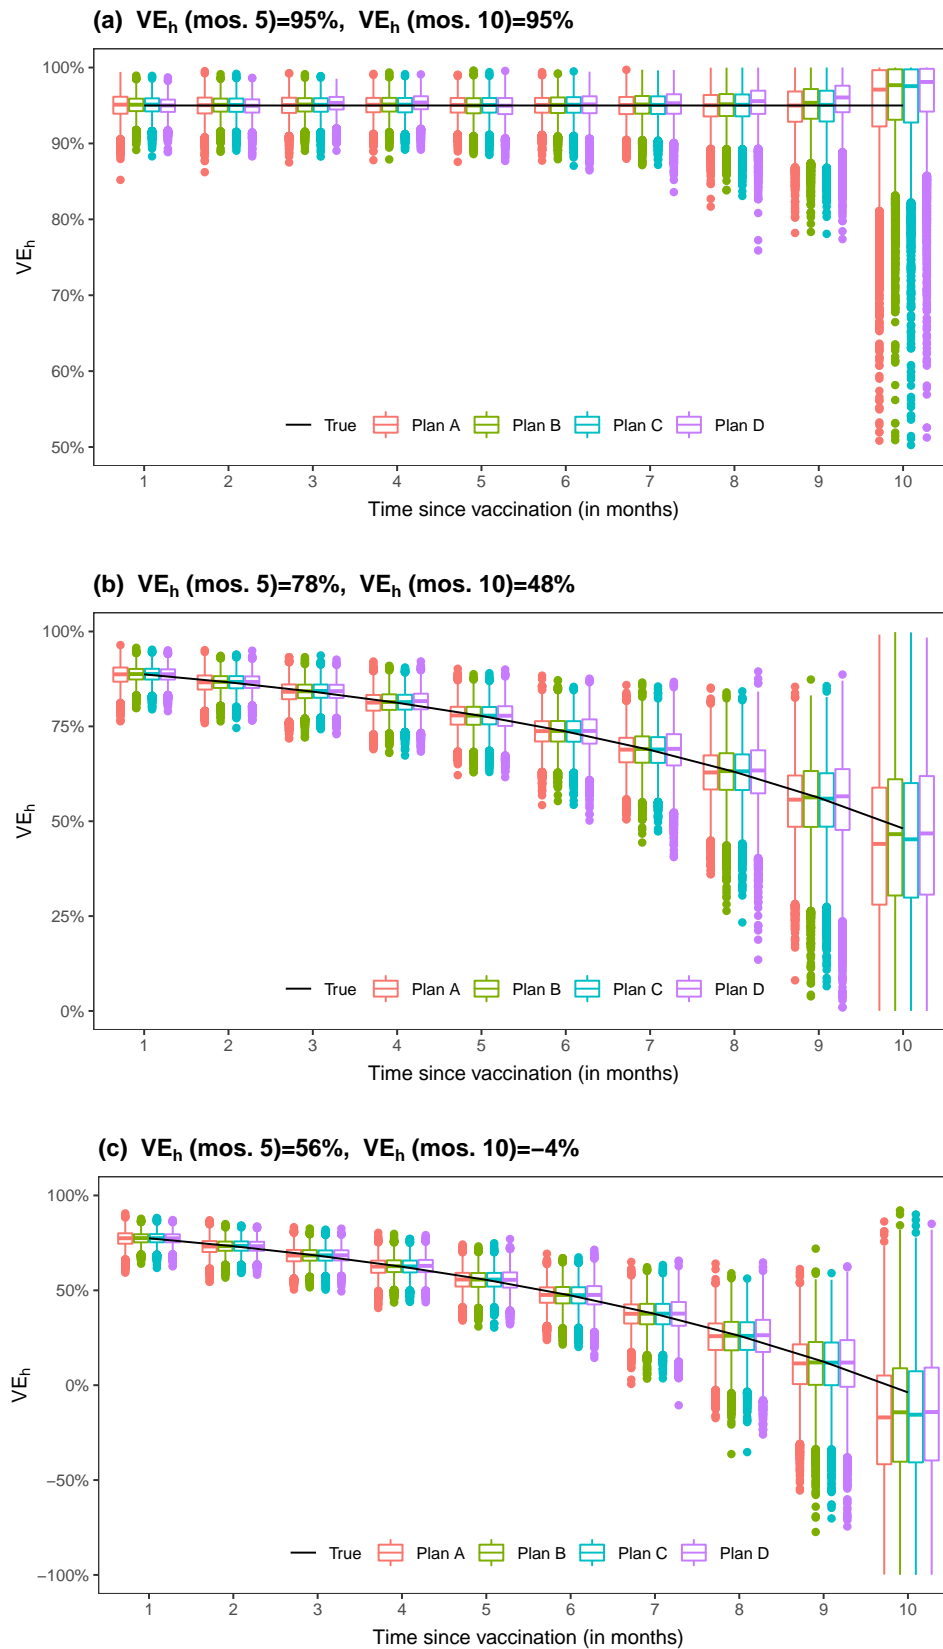 (a) VEh (mos. 5)=95%, VEh (mos. 10)=95%
100%
90%
80%
70%
60%
50%
VEh
True Plan A Plan B Plan C Plan D
1 2 3 4 5 6 7 8 9 10
Time since vaccination (in months)
(b) VEh (mos. 5)=78%, VEh (mos. 10)=48%
100%
75%
50%
25%
0%
VEh
True Plan A Plan B Plan C Plan D
1 2 3 4 5 6 7 8 9 10
Time since vaccination (in months)
(c) VEh (mos. 5)=56%, VEh (mos. 10)=−4%
100%
50%
0%
−50%
−100%
VEh
True Plan A Plan B Plan C Plan D
1 2 3 4 5 6 7 8 9 10
Time since vaccination (in months)